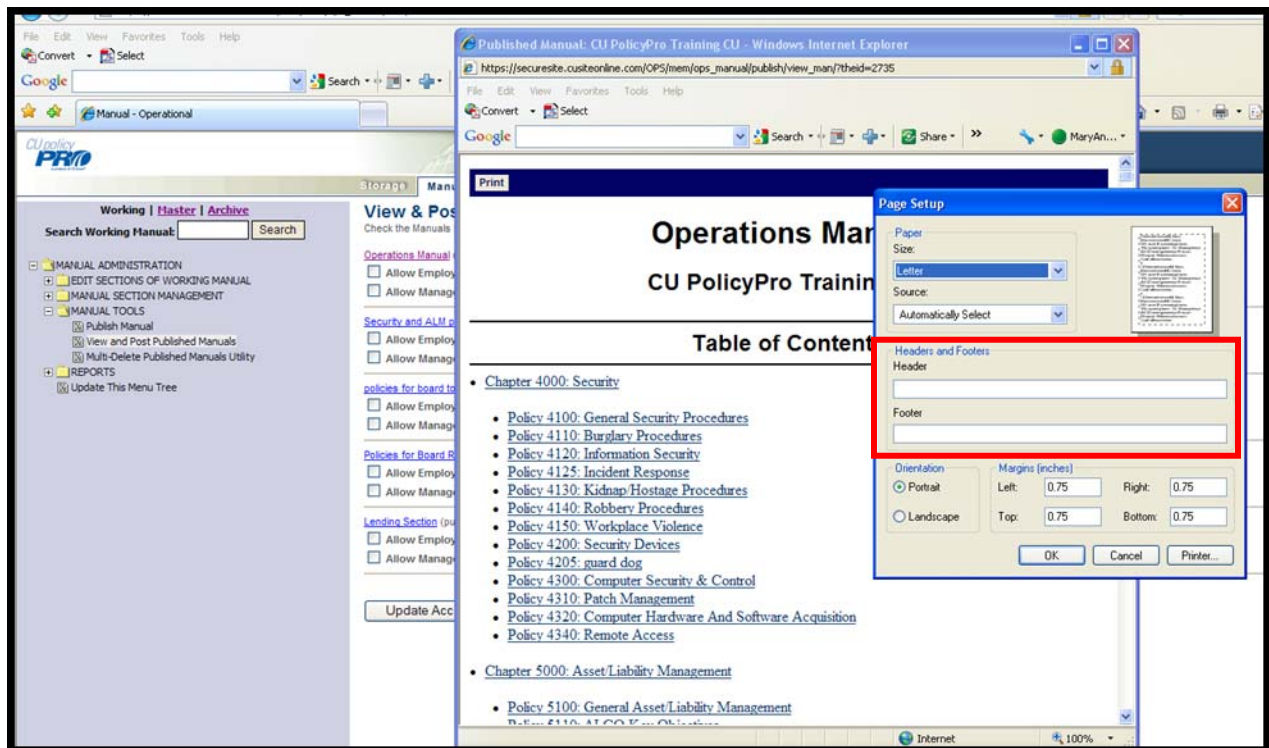 File Edit View Favorites Tools Help
Convert Select
Google Search
Manual - Operational
CU policy
PRO
Storage Manu
Working | Master | Archive
Search Working Manual: Search
MANUAL ADMINISTRATION
EDIT SECTIONS OF WORKING MANUAL
MANUAL SECTION MANAGEMENT
MANUAL TOOLS
Publish Manual
View and Post Published Manuals
Multi-Delete Published Manuals Utility
REPORTS
Update This Menu Tree
View & Pos
Check the Manuals
Operations Manual
Allow Employ
Allow Manag
Security and ALM p
Allow Employ
Allow Manag
policies for board to
Allow Employ
Allow Manag
Policies for Board R
Allow Employ
Allow Manag
Lending Section (pu
Allow Employ
Allow Manag
Update Acc
Published Manual: CU PolicyPro Training CU - Windows Internet Explorer
https://securesite.cusiteonline.com/OPS/mem/ops_manual/publish/view_man/?theid=2735
File Edit View Favorites Tools Help
Convert Select
Google Search Share » MaryAn...
Print
Operations Mar
CU PolicyPro Trainin
Table of Content
• Chapter 4000: Security
• Policy 4100: General Security Procedures
• Policy 4110: Burglary Procedures
• Policy 4120: Information Security
• Policy 4125: Incident Response
• Policy 4130: Kidnap/Hostage Procedures
• Policy 4140: Robbery Procedures
• Policy 4150: Workplace Violence
• Policy 4200: Security Devices
• Policy 4205: guard dog
• Policy 4300: Computer Security & Control
• Policy 4310: Patch Management
• Policy 4320: Computer Hardware And Software Acquisition
• Policy 4340: Remote Access
• Chapter 5000: Asset/Liability Management
• Policy 5100: General Asset/Liability Management
Internet 100%
Page Setup
Paper
Size:
Letter
Source:
Automatically Select
Headers and Footers
Header
Footer
Orientation Margins (inches)
Portrait Left: 0.75 Right: 0.75
Landscape Top: 0.75 Bottom: 0.75
OK Cancel Printer...